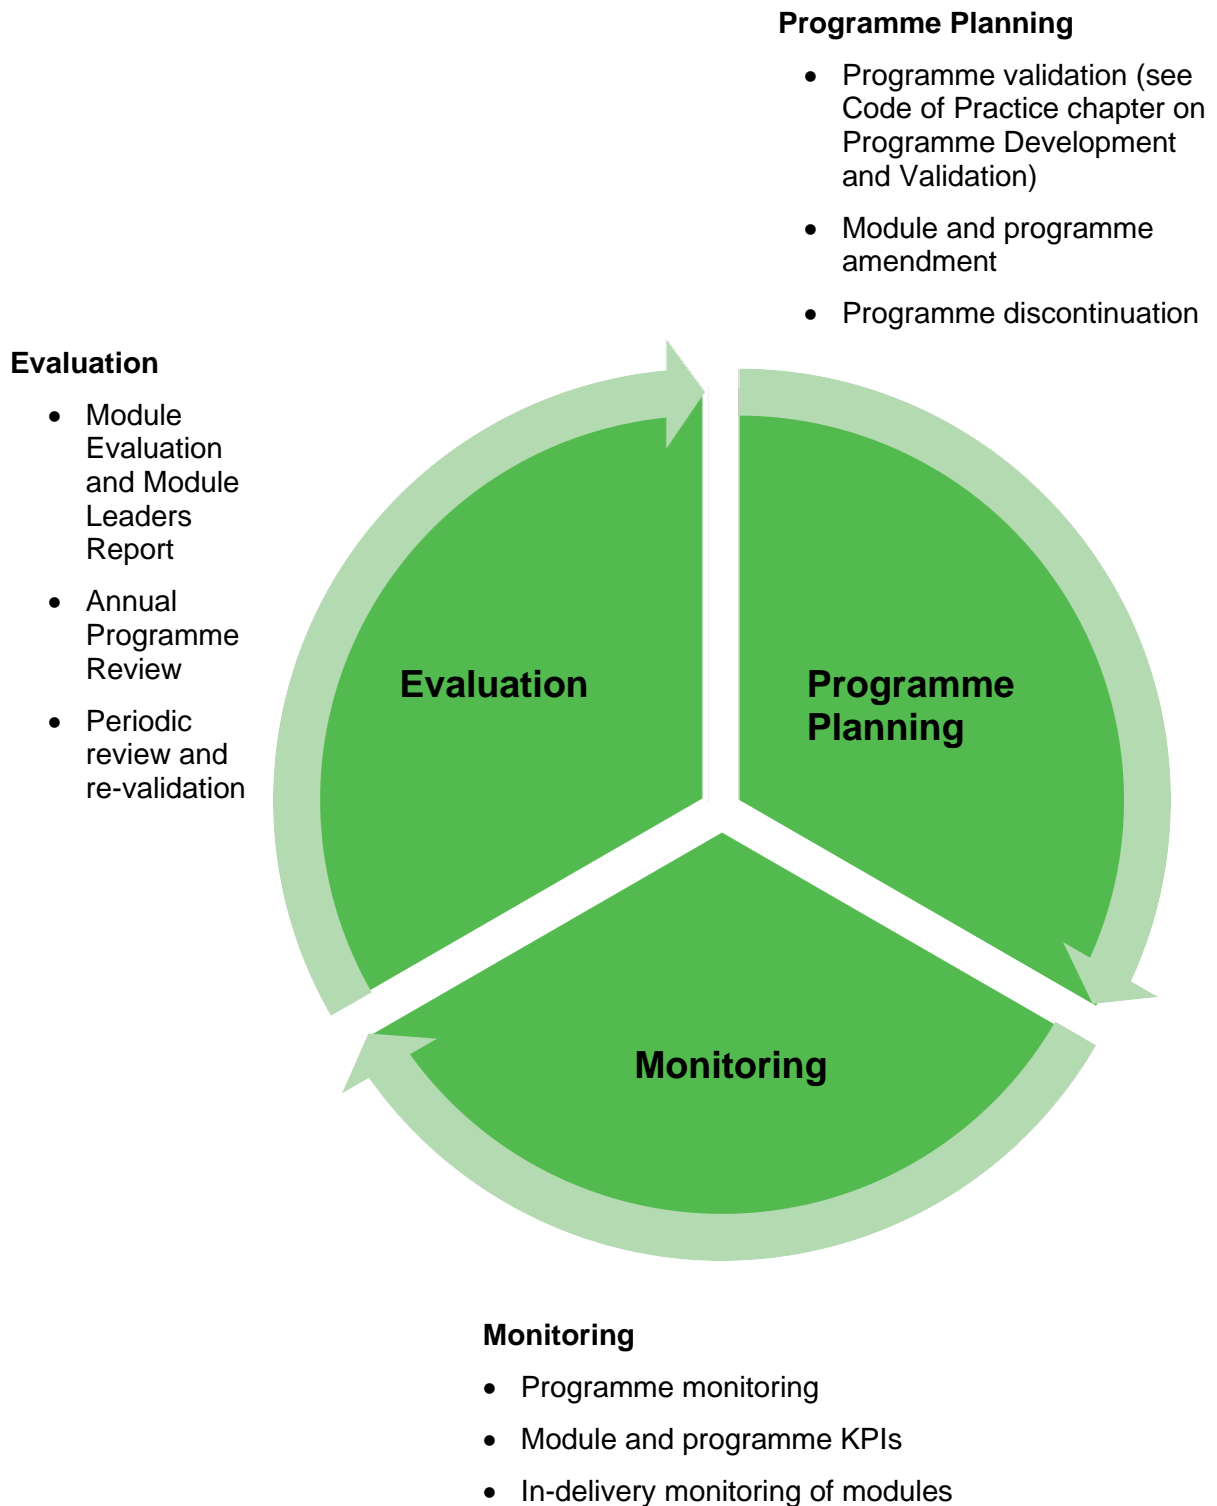 Programme Planning
• Programme validation (see
Code of Practice chapter on
Programme Development
and Validation)
• Module and programme
amendment
• Programme discontinuation
Evaluation
• Module
Evaluation
and Module
Leaders
Report
• Annual
Programme
Review
• Periodic
review and
re-validation
Evaluation
Programme
Planning
Monitoring
Monitoring
• Programme monitoring
• Module and programme KPIs
• In-delivery monitoring of modules